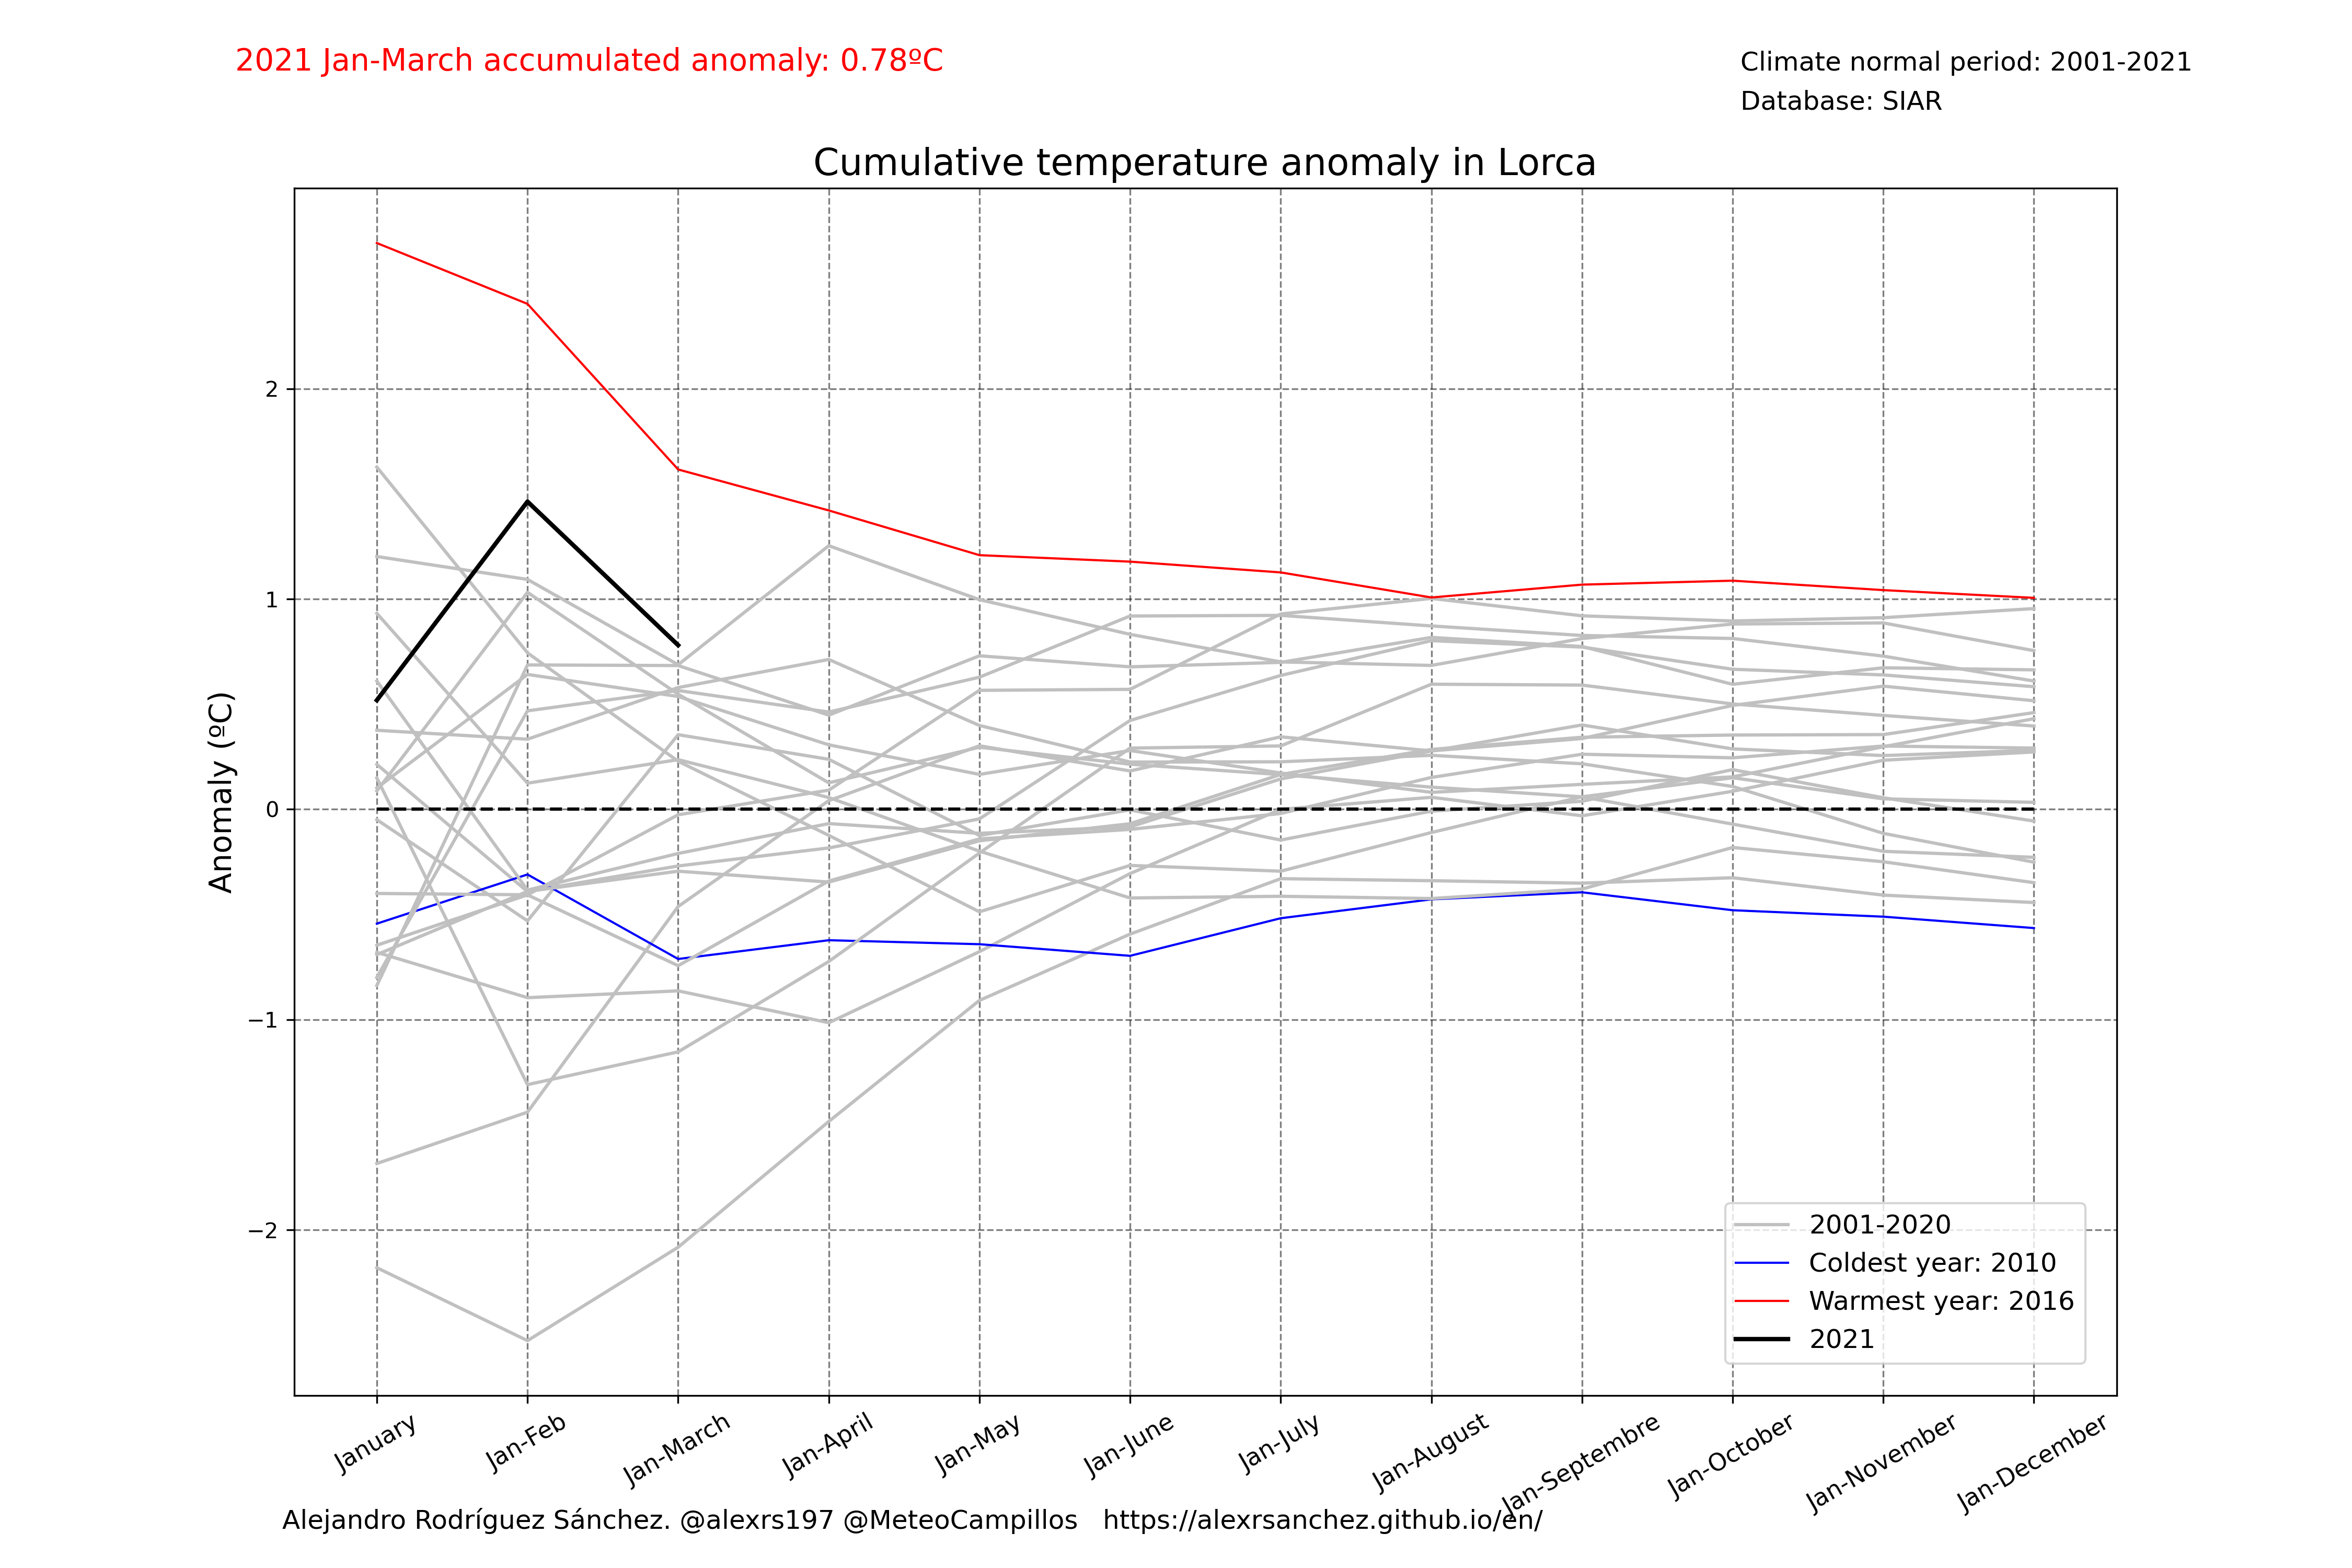 2021 Jan-March accumulated anomaly: 0.78ºC
Climate normal period: 2001-2021
Database: SIAR
Cumulative temperature anomaly in Lorca
Anomaly (ºC)
2
1
0
−1
−2
January
Jan-Feb
Jan-March
Jan-April
Jan-May
Jan-June
Jan-July
Jan-August
Jan-Septembre
Jan-October
Jan-November
Jan-December
2001-2020
Coldest year: 2010
Warmest year: 2016
2021
Alejandro Rodríguez Sánchez. @alexrs197 @MeteoCampillos https://alexrsanchez.github.io/en/